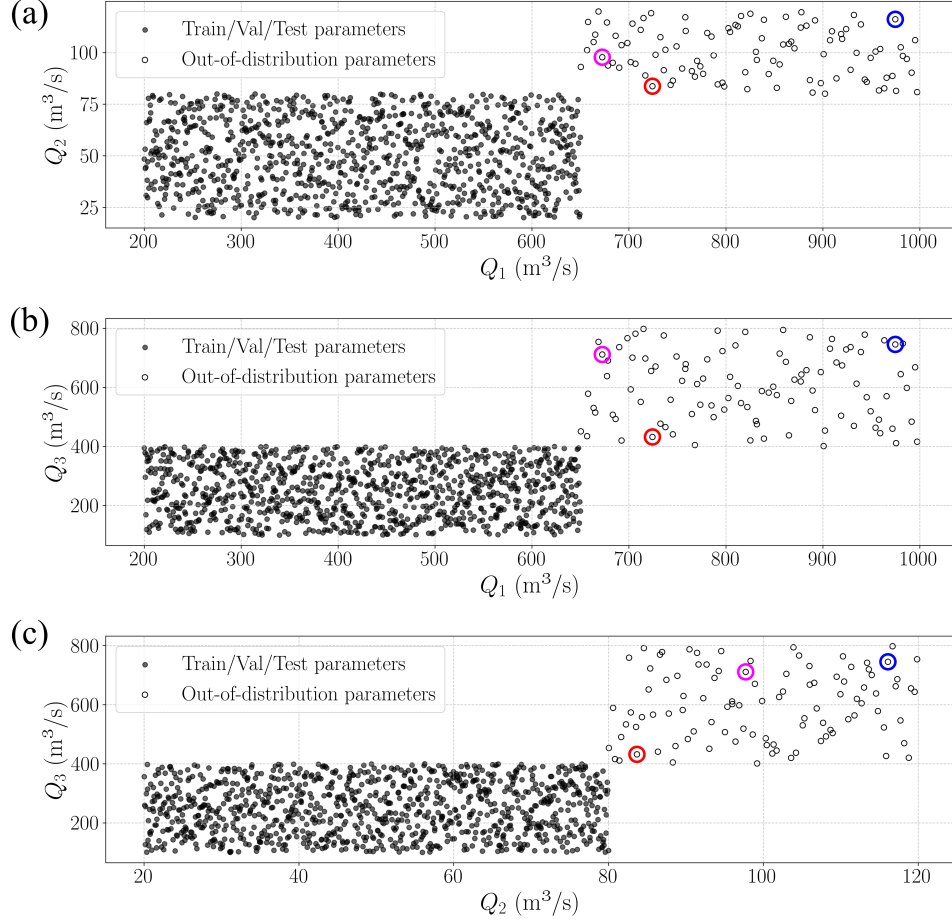 (a)
Train/Val/Test parameters
Out-of-distribution parameters
100
75
50
25
Q₂ (m³/s)
200 300 400 500 600 700 800 900 1000
Q₁ (m³/s)
(b)
Train/Val/Test parameters
Out-of-distribution parameters
800
600
400
200
Q₃ (m³/s)
200 300 400 500 600 700 800 900 1000
Q₁ (m³/s)
(c)
Train/Val/Test parameters
Out-of-distribution parameters
800
600
400
200
Q₃ (m³/s)
20 40 60 80 100 120
Q₂ (m³/s)